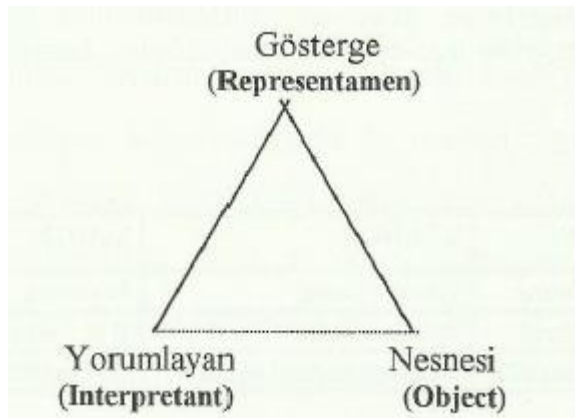 Gösterge
(Representamen)
Yorumlayan
(Interpretant)
Nesnesi
(Object)